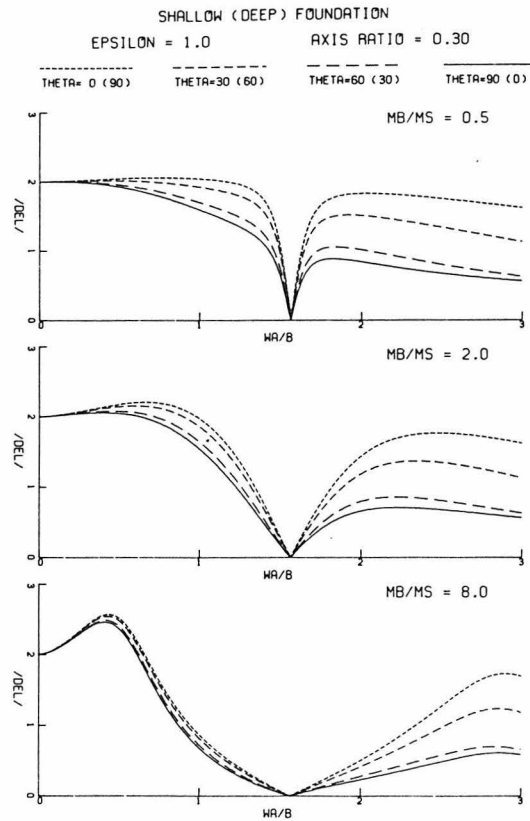 SHALLOW (DEEP) FOUNDATION
EPSILON = 1.0 AXIS RATIO = 0.30
THETA= 0 (90) THETA=30 (60) THETA=60 (30) THETA=90 (0)
MB/MS = 0.5
3
2
1
0
/DEL/
0 1 2 3
WA/B
MB/MS = 2.0
3
2
1
0
/DEL/
0 1 2 3
WA/B
MB/MS = 8.0
3
2
1
0
/DEL/
0 1 2 3
WA/B